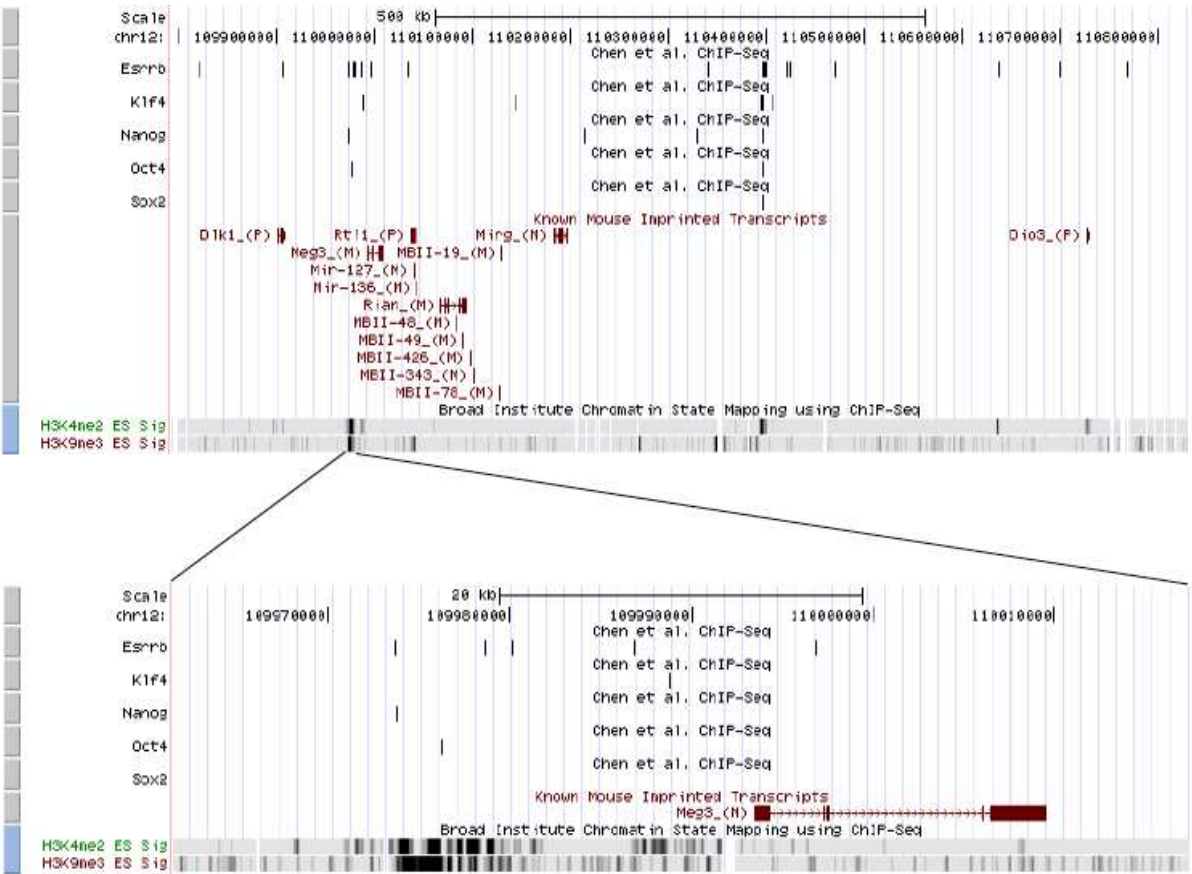 Scale 500 kb
chr12: 109900000 110000000 110100000 110200000 110300000 110400000 110500000 110600000 110700000 110800000
Chen et al. ChIP-Seq
Esrrb
Chen et al. ChIP-Seq
Klf4
Chen et al. ChIP-Seq
Nanog
Chen et al. ChIP-Seq
Oct4
Chen et al. ChIP-Seq
Sox2
Known Mouse Imprinted Transcripts
Dlk1_(P) Rtl1_(P) Mirg_(M) Dio3_(P)
Meg3_(M) MBII-19_(M)
Mir-127_(M)
Mir-136_(M)
Rian_(M)
MBII-48_(M)
MBII-49_(M)
MBII-426_(M)
MBII-343_(M)
MBII-78_(M)
Broad Institute Chromatin State Mapping using ChIP-Seq
H3K4me2 ES Sig
H3K9me3 ES Sig
Scale 20 kb
chr12: 109970000 109980000 109990000 110000000 110010000
Chen et al. ChIP-Seq
Esrrb
Chen et al. ChIP-Seq
Klf4
Chen et al. ChIP-Seq
Nanog
Chen et al. ChIP-Seq
Oct4
Chen et al. ChIP-Seq
Sox2
Known Mouse Imprinted Transcripts
Meg3_(M)
Broad Institute Chromatin State Mapping using ChIP-Seq
H3K4me2 ES Sig
H3K9me3 ES Sig